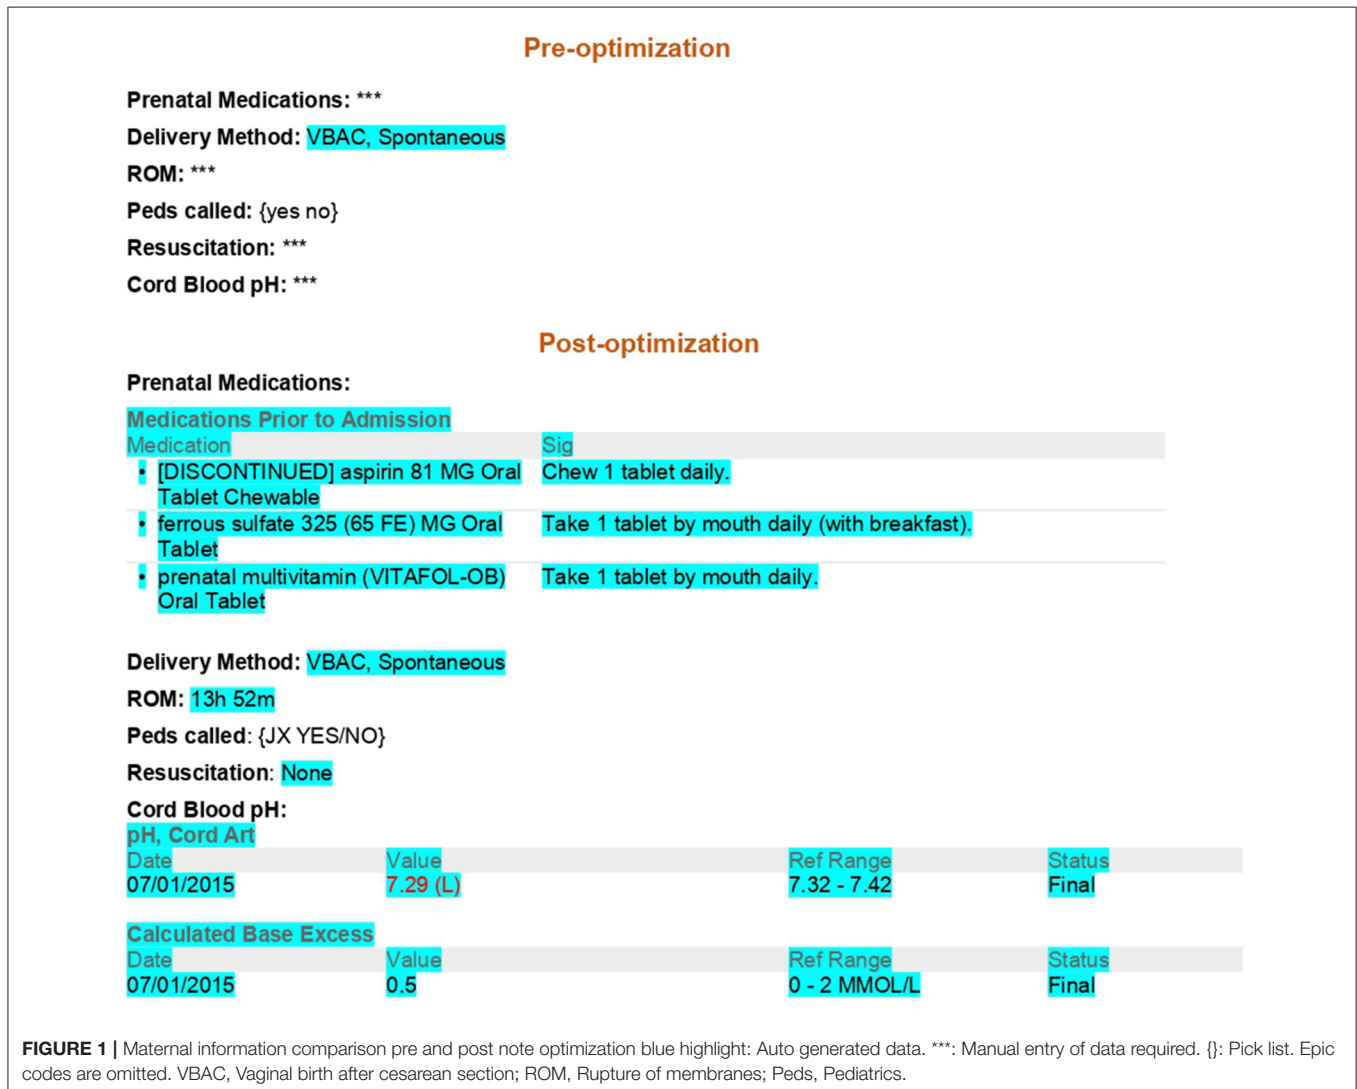 Pre-optimization
Prenatal Medications: ***
Delivery Method: VBAC, Spontaneous
ROM: ***
Peds called: {yes no}
Resuscitation: ***
Cord Blood pH: ***
Post-optimization
Prenatal Medications:
Medications Prior to Admission
Medication Sig
• [DISCONTINUED] aspirin 81 MG Oral Chew 1 tablet daily.
Tablet Chewable
• ferrous sulfate 325 (65 FE) MG Oral Take 1 tablet by mouth daily (with breakfast).
Tablet
• prenatal multivitamin (VITAFOL-OB) Take 1 tablet by mouth daily.
Oral Tablet
Delivery Method: VBAC, Spontaneous
ROM: 13h 52m
Peds called: {JX YES/NO}
Resuscitation: None
Cord Blood pH:
pH, Cord Art
Date Value Ref Range Status
07/01/2015 7.29 (L) 7.32 - 7.42 Final
Calculated Base Excess
Date Value Ref Range Status
07/01/2015 0.5 0 - 2 MMOL/L Final
FIGURE 1 | Maternal information comparison pre and post note optimization blue highlight: Auto generated data. ***: Manual entry of data required. {}: Pick list. Epic
codes are omitted. VBAC, Vaginal birth after cesarean section; ROM, Rupture of membranes; Peds, Pediatrics.